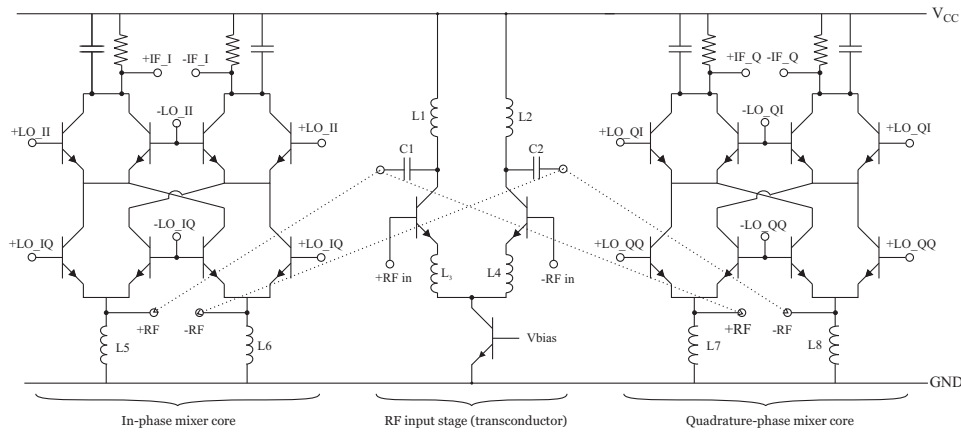 V_CC
+IF_I -IF_I
+IF_Q -IF_Q
L1
L2
-LO_II
-LO_QI
+LO_II
+LO_II
+LO_QI
+LO_QI
C1
C2
-LO_IQ
-LO_QQ
+LO_IQ
+LO_IQ
+LO_QQ
+LO_QQ
+RF in
L3
L4
-RF in
+RF -RF
+RF -RF
Vbias
L5
L6
L7
L8
GND
In-phase mixer core
RF input stage (transconductor)
Quadrature-phase mixer core